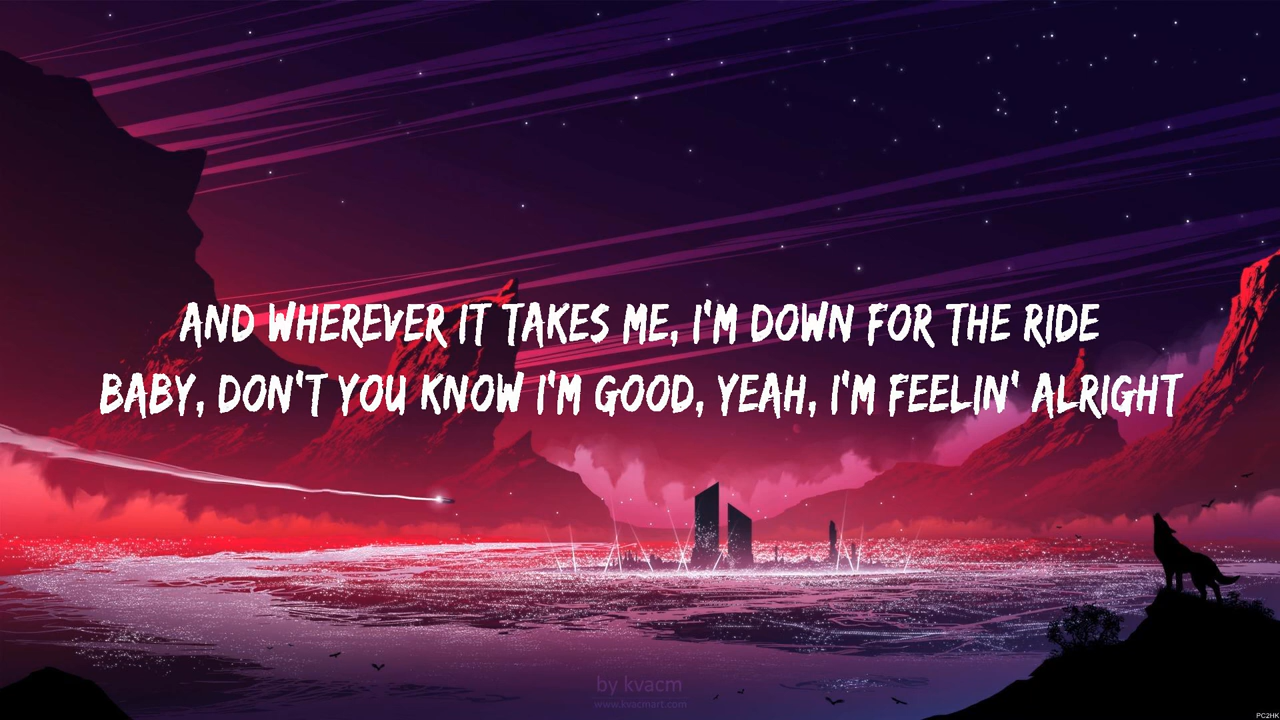 AND WHEREVER IT TAKES ME, I'M DOWN FOR THE RIDE
BABY, DON'T YOU KNOW I'M GOOD, YEAH, I'M FEELIN' ALRIGHT
by kvacm
www.kvacmart.com
PC2HK